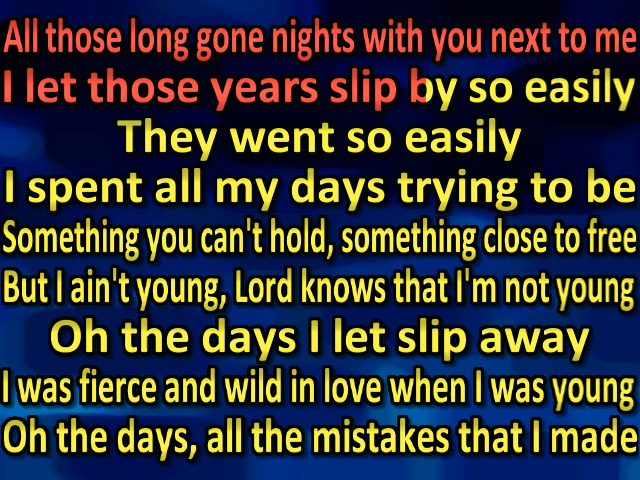 All those long gone nights with you next to me
I let those years slip by so easily
They went so easily
I spent all my days trying to be
Something you can't hold, something close to free
But I ain't young, Lord knows that I'm not young
Oh the days I let slip away
I was fierce and wild in love when I was young
Oh the days, all the mistakes that I made